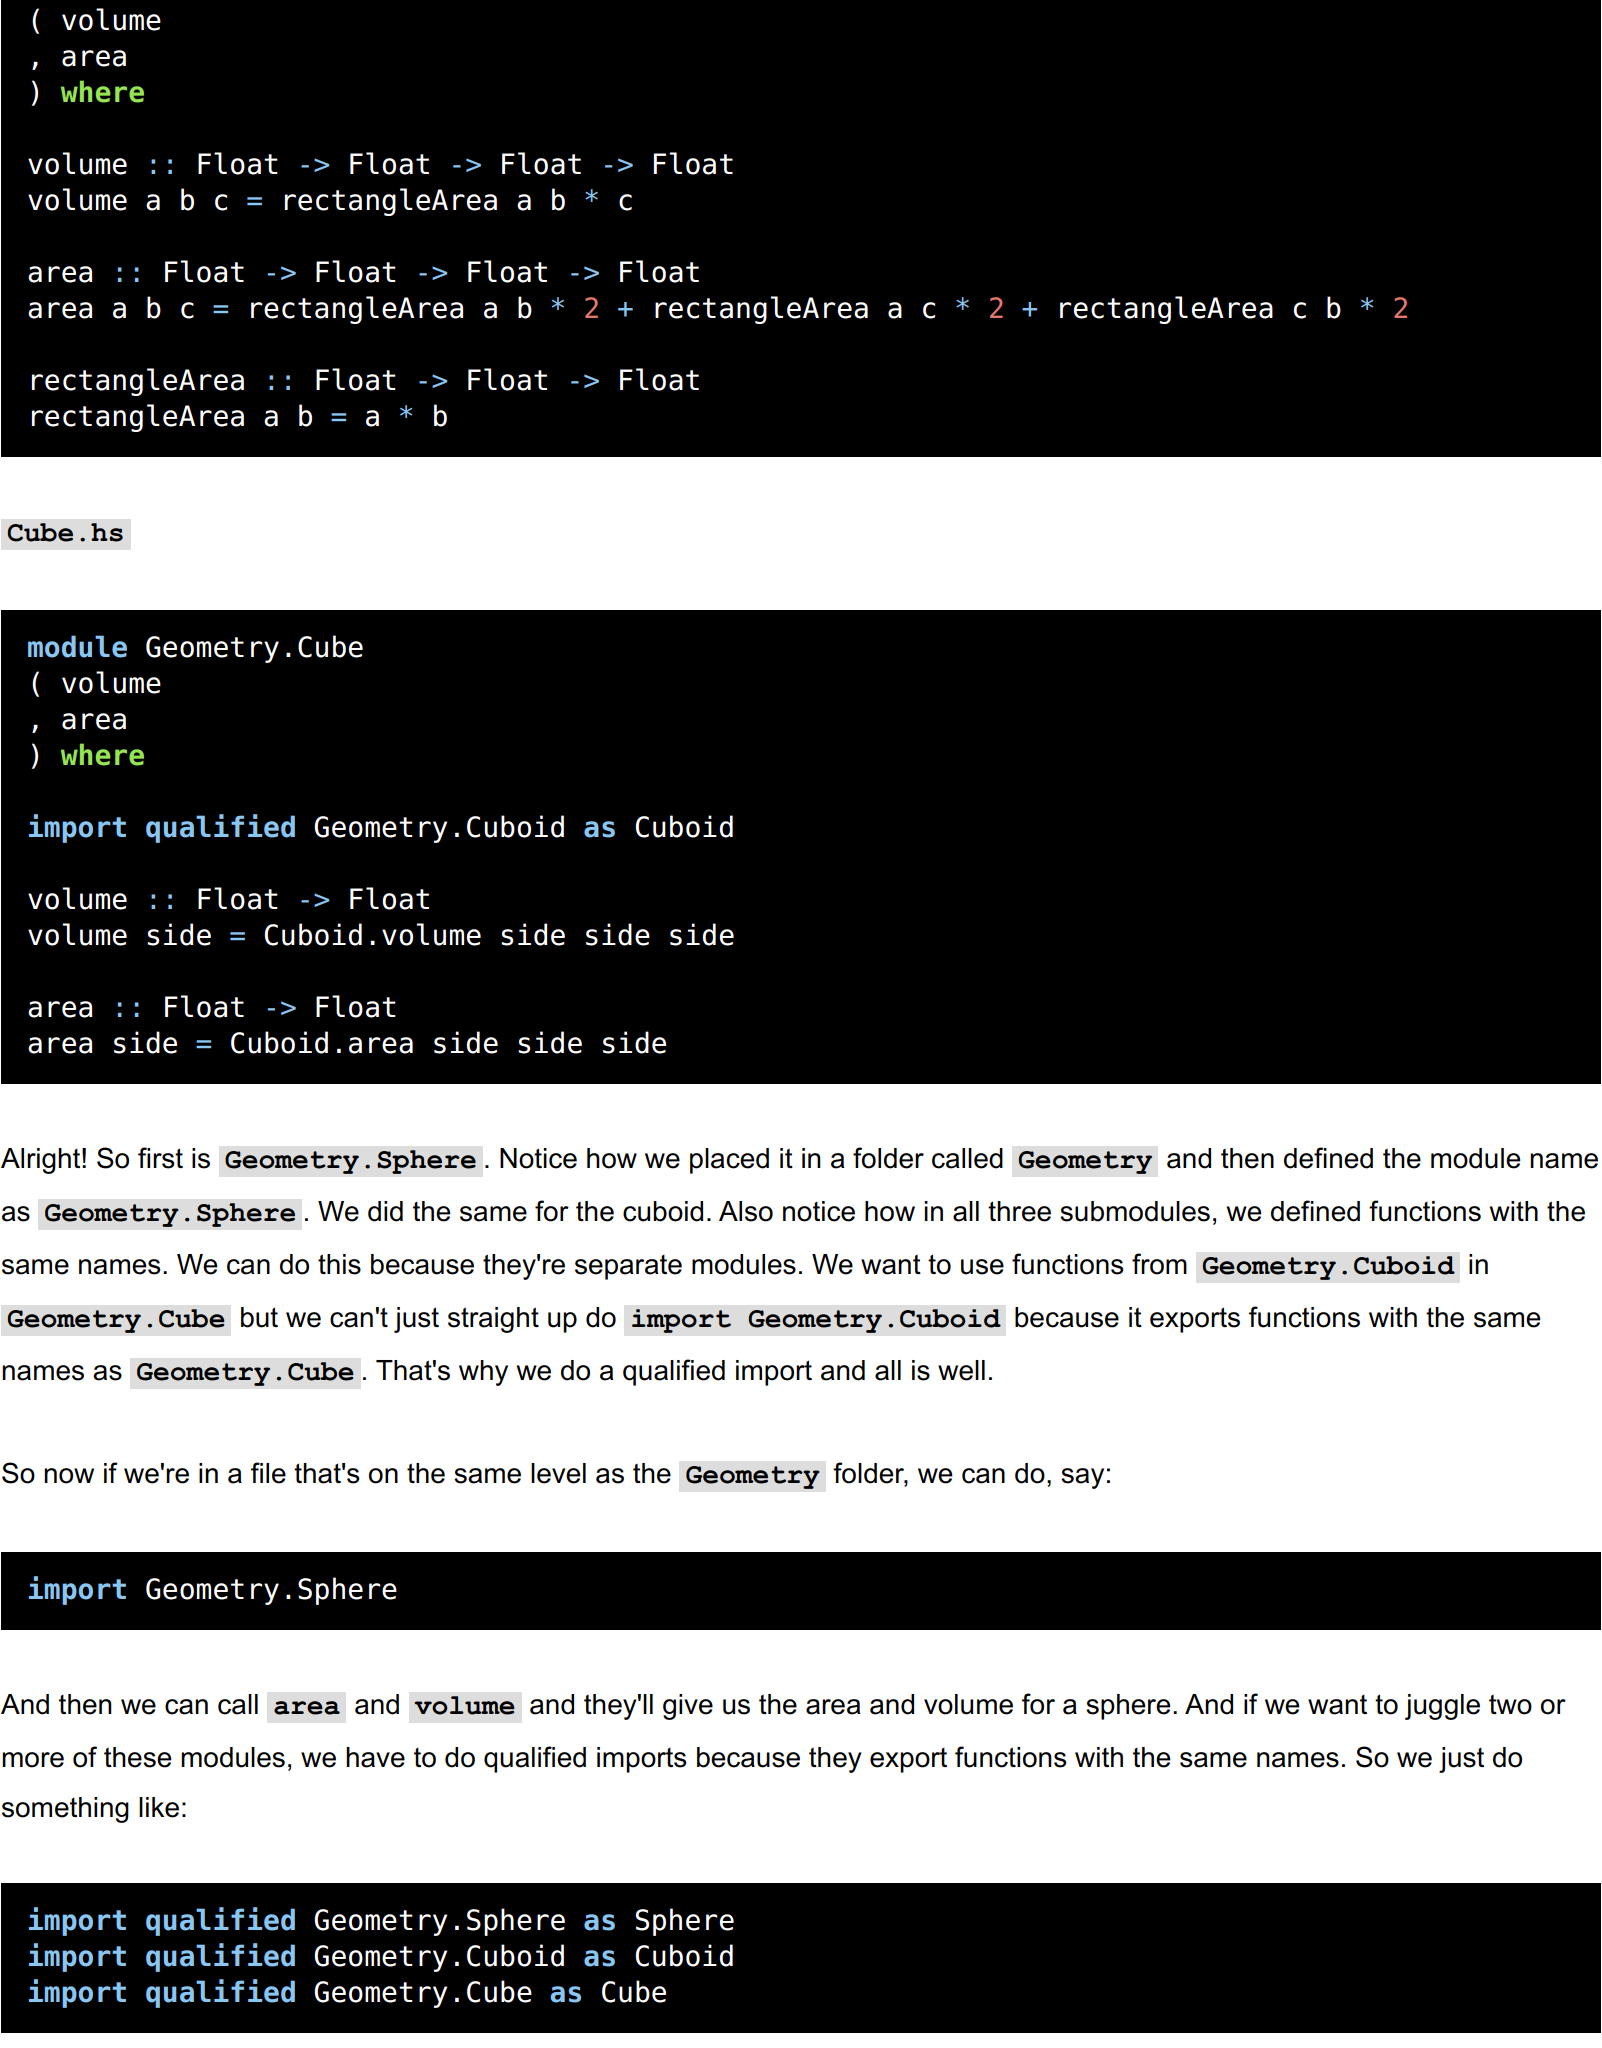 ( volume
, area
) where
volume :: Float -> Float -> Float -> Float
volume a b c = rectangleArea a b * c
area :: Float -> Float -> Float -> Float
area a b c = rectangleArea a b * 2 + rectangleArea a c * 2 + rectangleArea c b * 2
rectangleArea :: Float -> Float -> Float
rectangleArea a b = a * b
Cube.hs
module Geometry.Cube
( volume
, area
) where
import qualified Geometry.Cuboid as Cuboid
volume :: Float -> Float
volume side = Cuboid.volume side side side
area :: Float -> Float
area side = Cuboid.area side side side
Alright! So first is Geometry.Sphere. Notice how we placed it in a folder called Geometry and then defined the module name
as Geometry.Sphere. We did the same for the cuboid. Also notice how in all three submodules, we defined functions with the
same names. We can do this because they're separate modules. We want to use functions from Geometry.Cuboid in
Geometry.Cube but we can't just straight up do import Geometry.Cuboid because it exports functions with the same
names as Geometry.Cube. That's why we do a qualified import and all is well.
So now if we're in a file that's on the same level as the Geometry folder, we can do, say:
import Geometry.Sphere
And then we can call area and volume and they'll give us the area and volume for a sphere. And if we want to juggle two or
more of these modules, we have to do qualified imports because they export functions with the same names. So we just do
something like:
import qualified Geometry.Sphere as Sphere
import qualified Geometry.Cuboid as Cuboid
import qualified Geometry.Cube as Cube